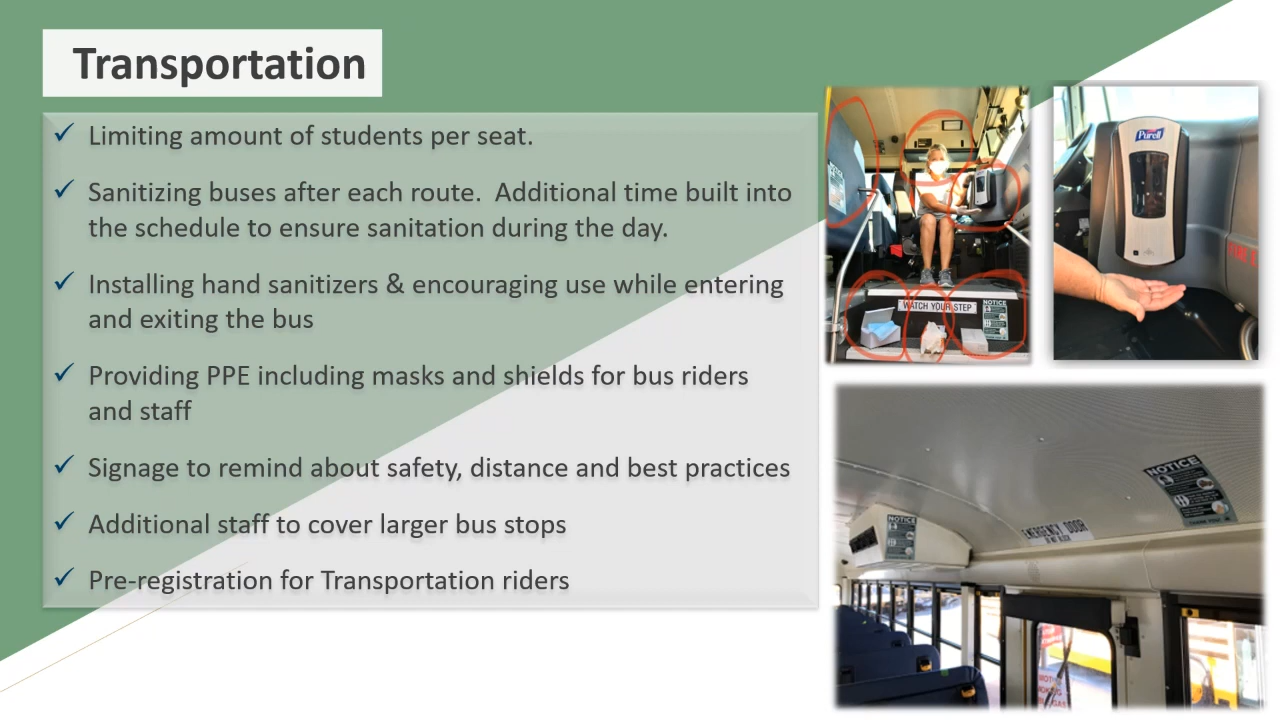 Transportation
✓ Limiting amount of students per seat.
✓ Sanitizing buses after each route.  Additional time built into
the schedule to ensure sanitation during the day.
✓ Installing hand sanitizers & encouraging use while entering
and exiting the bus
✓ Providing PPE including masks and shields for bus riders
and staff
✓ Signage to remind about safety, distance and best practices
✓ Additional staff to cover larger bus stops
✓ Pre-registration for Transportation riders
WATCH YOUR STEP
NOTICE
Purell
NOTICE
NOTICE
EMERGENCY DOOR